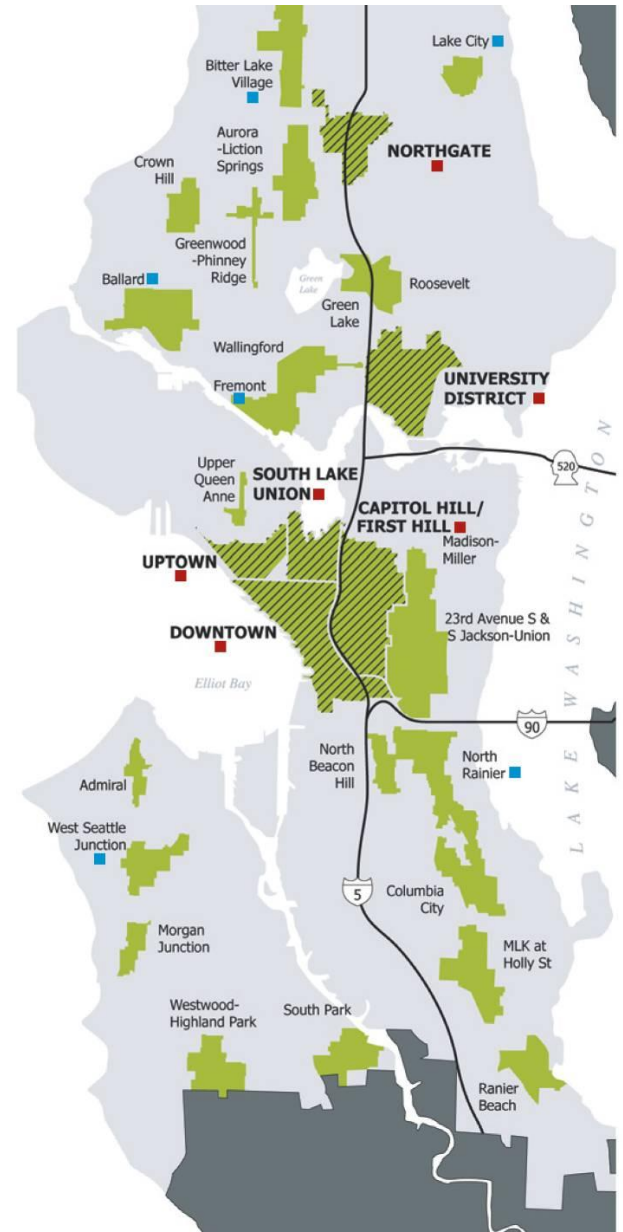 Lake City
Bitter Lake
Village
Aurora
-Liction
Springs
NORTHGATE
Crown
Hill
Greenwood
-Phinney
Ridge
Ballard
Green
Lake
Roosevelt
Green
Lake
Wallingford
Fremont
UNIVERSITY
DISTRICT
520
Upper
Queen
Anne
SOUTH LAKE
UNION
CAPITOL HILL/
FIRST HILL
Madison-
Miller
UPTOWN
23rd Avenue S &
S Jackson-Union
DOWNTOWN
Elliot Bay
LAKE WASHINGTON
90
North
Beacon
Hill
North
Rainier
Admiral
West Seattle
Junction
5
Columbia
City
Morgan
Junction
MLK at
Holly St
Westwood-
Highland Park
South Park
Ranier
Beach